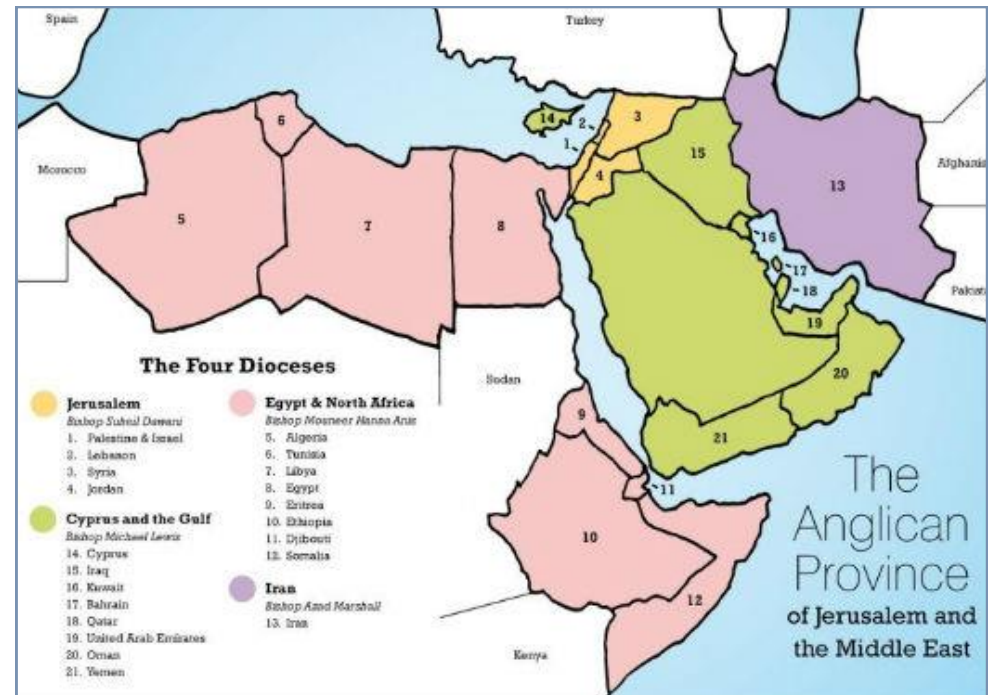 Spain
Turkey
Morocco
Afghanis
Pakist
Sudan
Kenya
6
14
2
3
1
4
15
13
5
7
8
16
17
18
19
20
21
9
11
10
12
The Four Dioceses
Jerusalem
Bishop Suheil Dawani
1. Palestine & Israel
2. Lebanon
3. Syria
4. Jordan
Cyprus and the Gulf
Bishop Michael Lewis
14. Cyprus
15. Iraq
16. Kuwait
17. Bahrain
18. Qatar
19. United Arab Emirates
20. Oman
21. Yemen
Egypt & North Africa
Bishop Mouneer Hanna Anis
5. Algeria
6. Tunisia
7. Libya
8. Egypt
9. Eritrea
10. Ethiopia
11. Djibouti
12. Somalia
Iran
Bishop Azad Marshall
13. Iran
The
Anglican
Province
of Jerusalem and
the Middle East